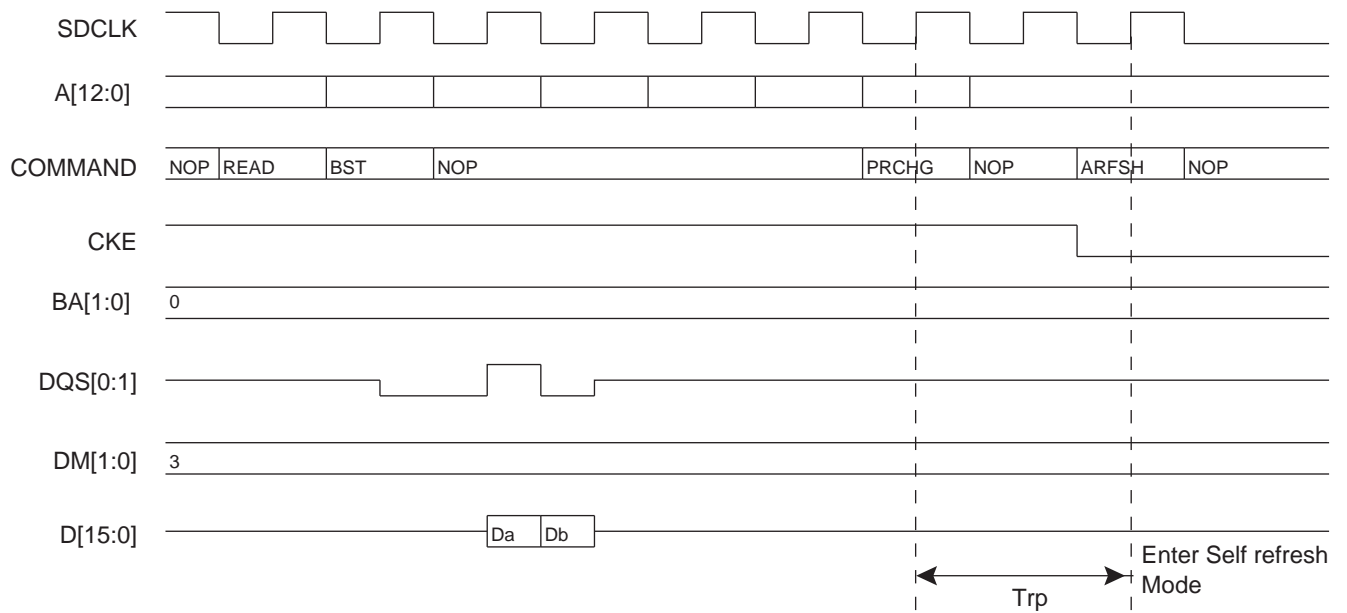 SDCLK
A[12:0]
COMMAND NOP READ BST NOP PRCHG NOP ARFSH NOP
CKE
BA[1:0] 0
DQS[0:1]
DM[1:0] 3
D[15:0] Da Db
Enter Self refresh
Mode
Trp